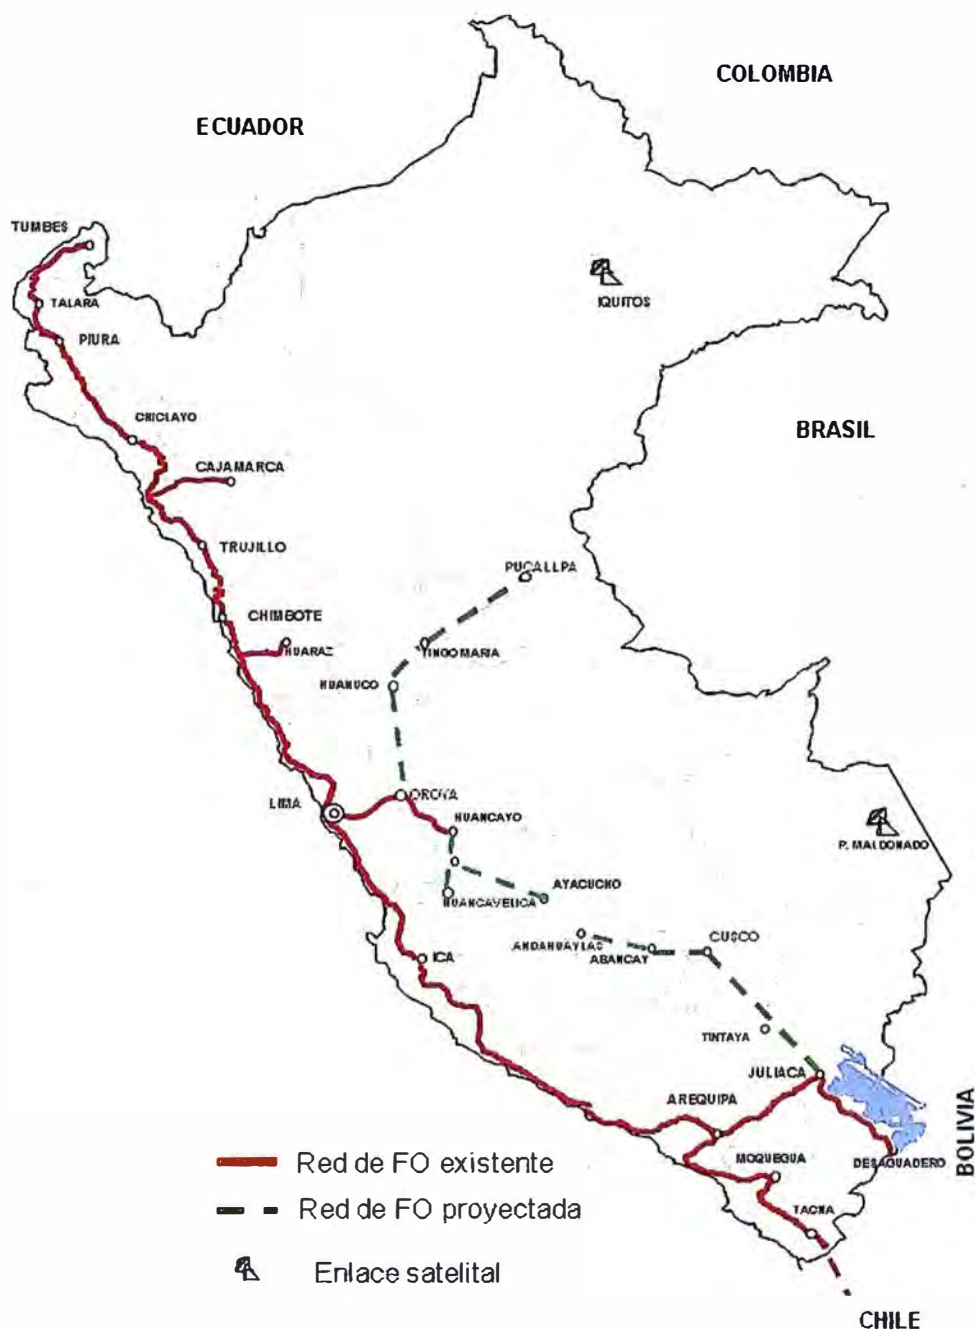 COLOMBIA
ECUADOR
TUMBES
IQUITOS
TALARA
PIURA
BRASIL
CHICLAYO
CAJAMARCA
TRUJILLO
PUCALLPA
CHIMBOTE
HUARAZ
TINGO MARIA
HUANUCO
OROYA
LIMA
HUANCAYO
P. MALDONADO
AYACUCHO
HUANCAVELICA
CUSCO
ANDAHUAYLAS
ABANCAY
ICA
TINTAYA
JULIACA
AREQUIPA
BOLIVIA
MOQUEGUA
DESAGUADERO
Red de FO existente
TACNA
Red de FO proyectada
Enlace satelital
CHILE